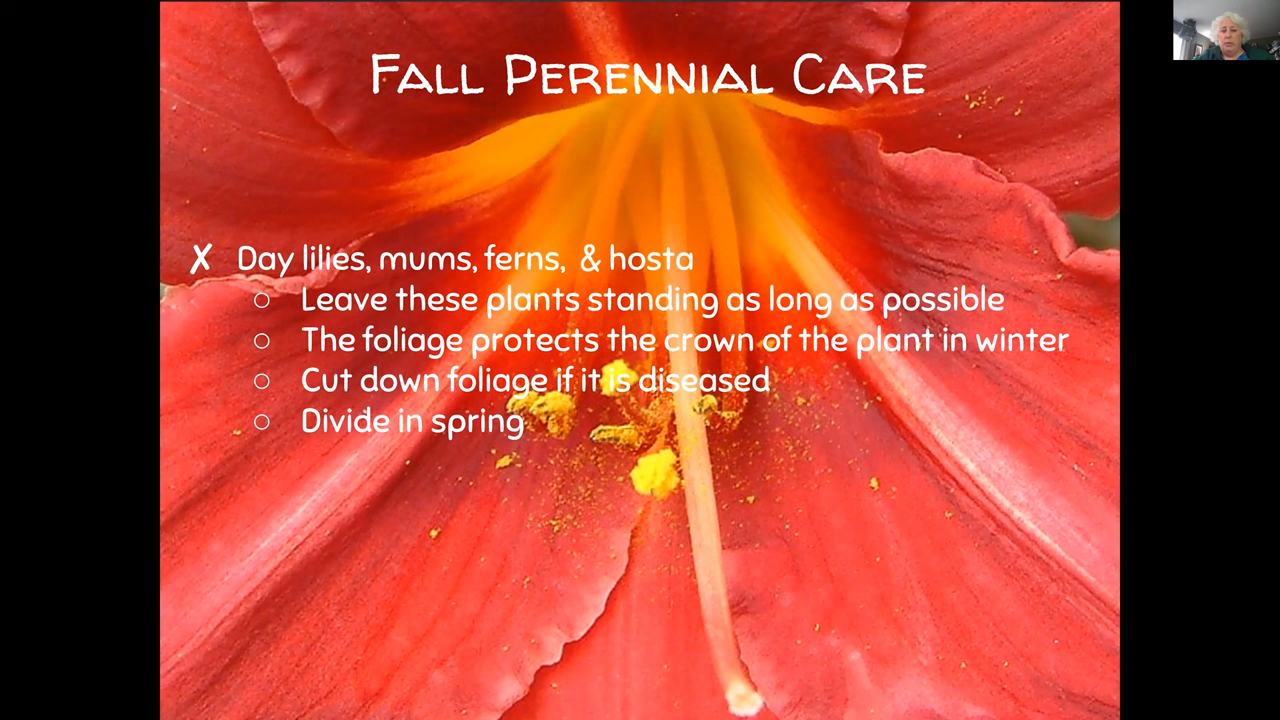 Fall Perennial Care
✗ Day lilies, mums, ferns, & hosta
○ Leave these plants standing as long as possible
○ The foliage protects the crown of the plant in winter
○ Cut down foliage if it is diseased
○ Divide in spring